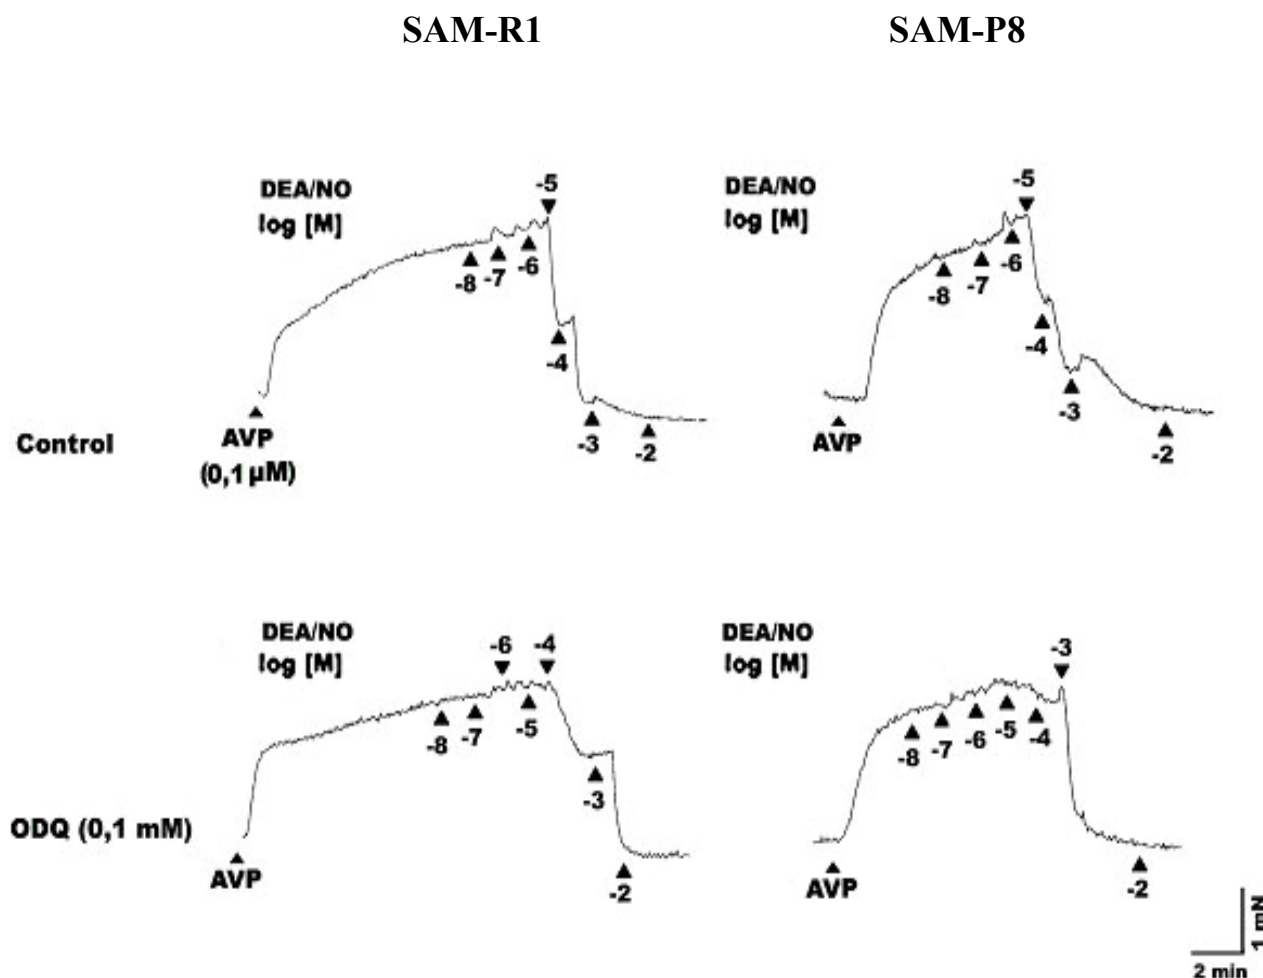 SAM-R1
SAM-P8
DEA/NO
log [M]
-5
-8
-7
-6
-4
-3
-2
AVP
(0,1 µM)
DEA/NO
log [M]
-5
-8
-7
-6
-4
-3
-2
AVP
Control
DEA/NO
log [M]
-6
-4
-8
-7
-5
-3
-2
AVP
DEA/NO
log [M]
-3
-8
-7
-6
-5
-4
-2
AVP
ODQ (0,1 mM)
1 mN
2 min